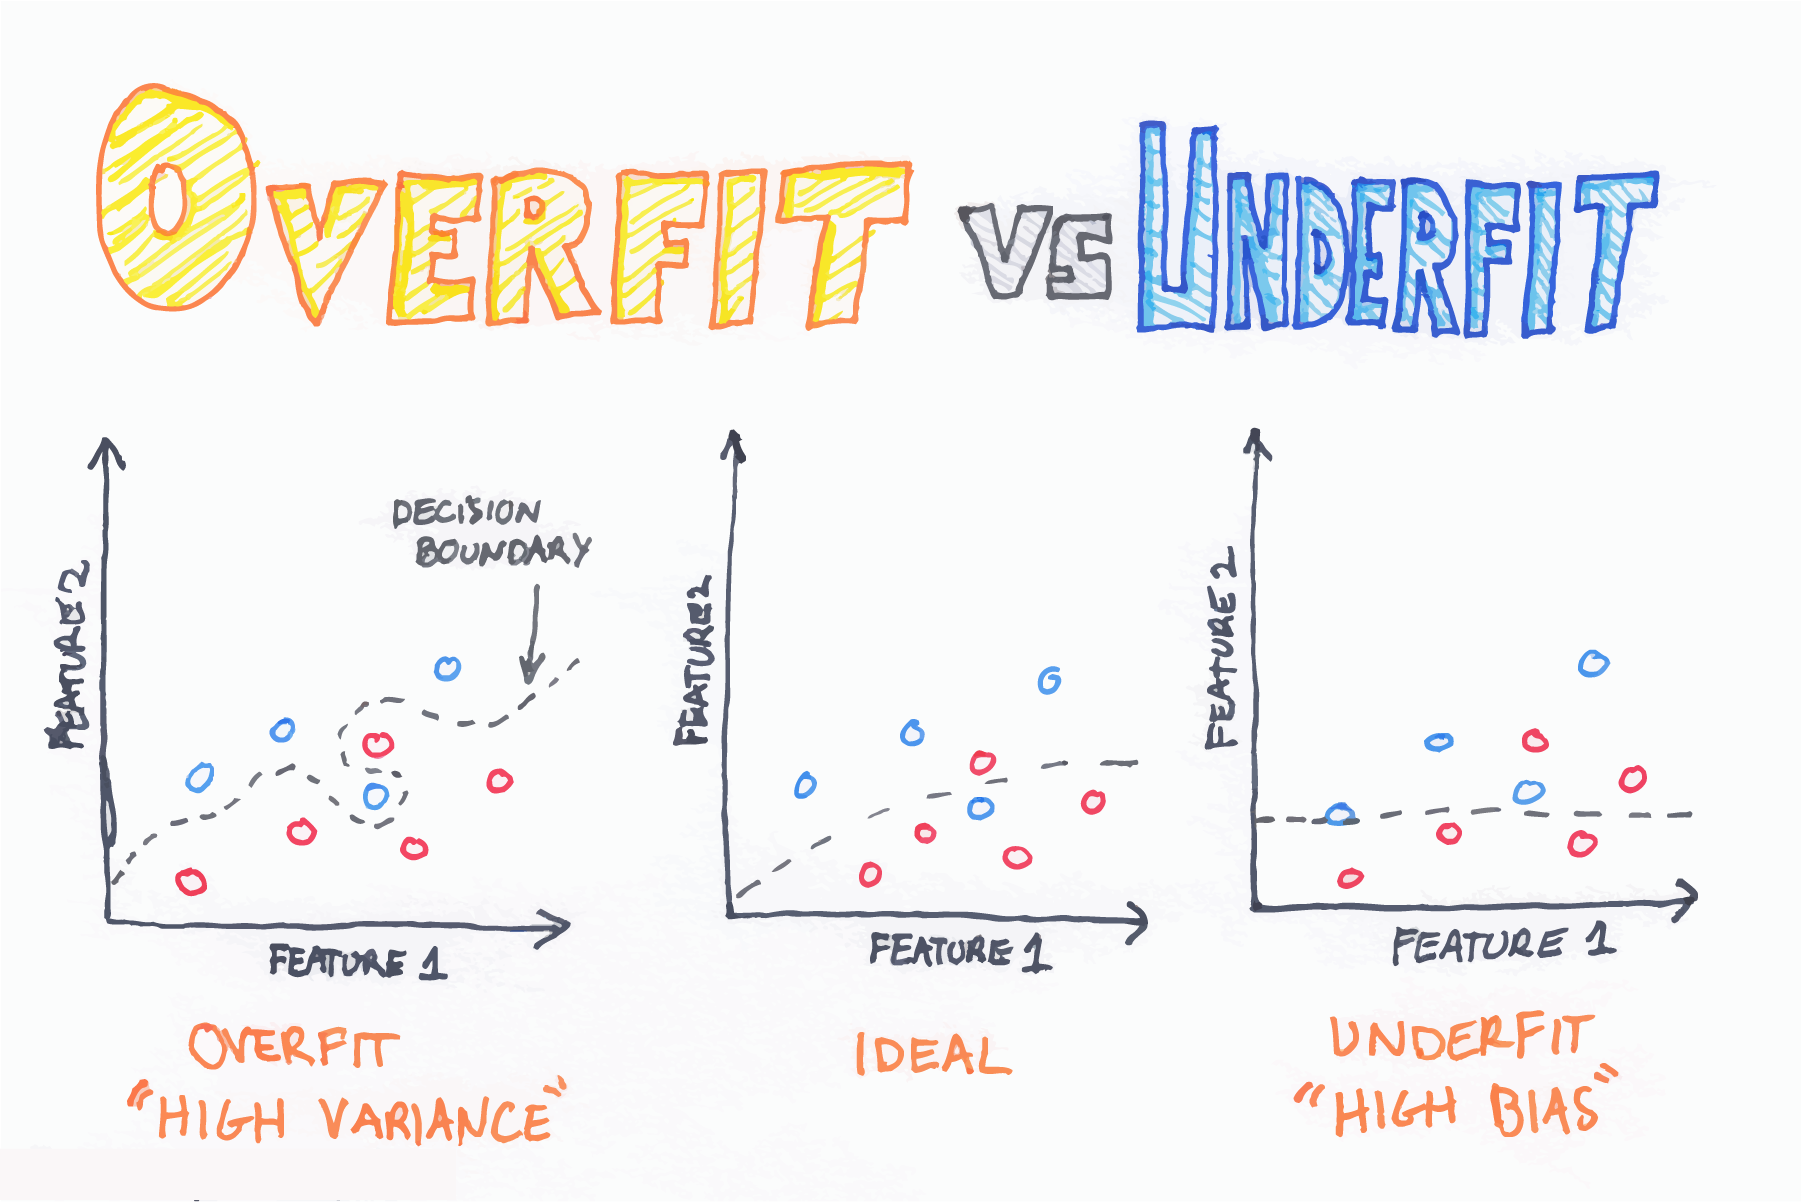 OVERFIT VS UNDERFIT
DECISION
BOUNDARY
FEATURE 2
FEATURE 1
FEATURE 2
FEATURE 1
FEATURE 2
FEATURE 1
OVERFIT
"HIGH VARIANCE"
IDEAL
UNDERFIT
"HIGH BIAS"